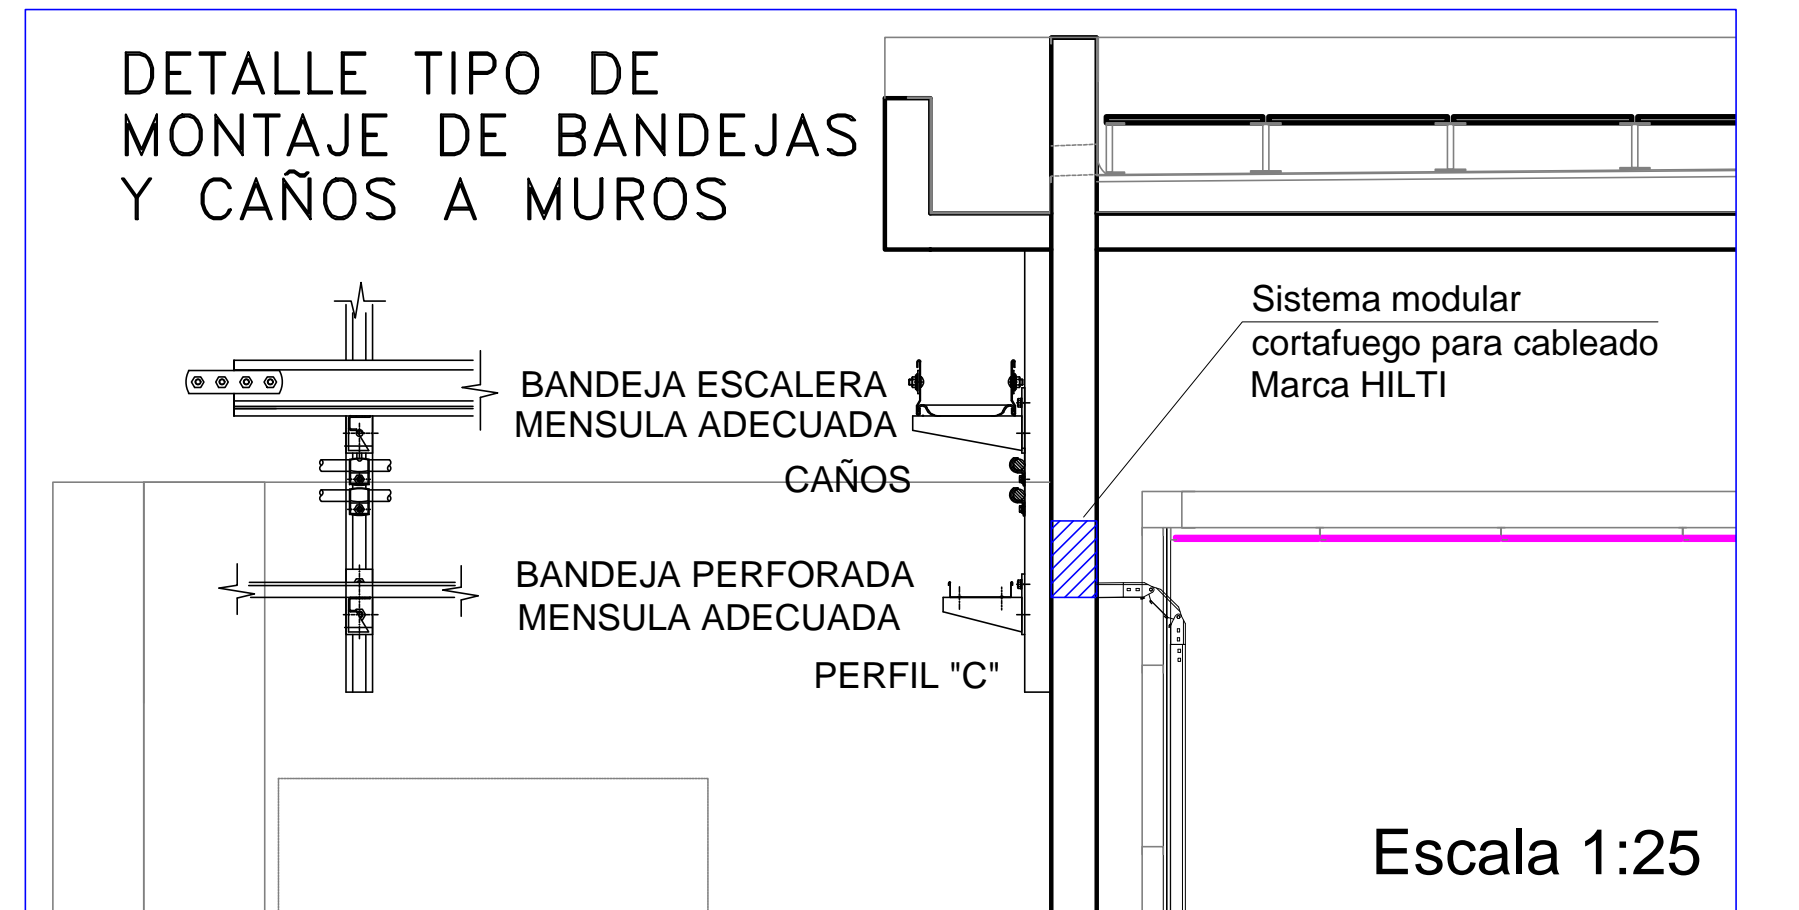 DETALLE TIPO DE
MONTAJE DE BANDEJAS
Y CAÑOS A MUROS
Sistema modular
cortafuego para cableado
Marca HILTI
BANDEJA ESCALERA
MENSULA ADECUADA
CAÑOS
BANDEJA PERFORADA
MENSULA ADECUADA
PERFIL "C"
Escala 1:25